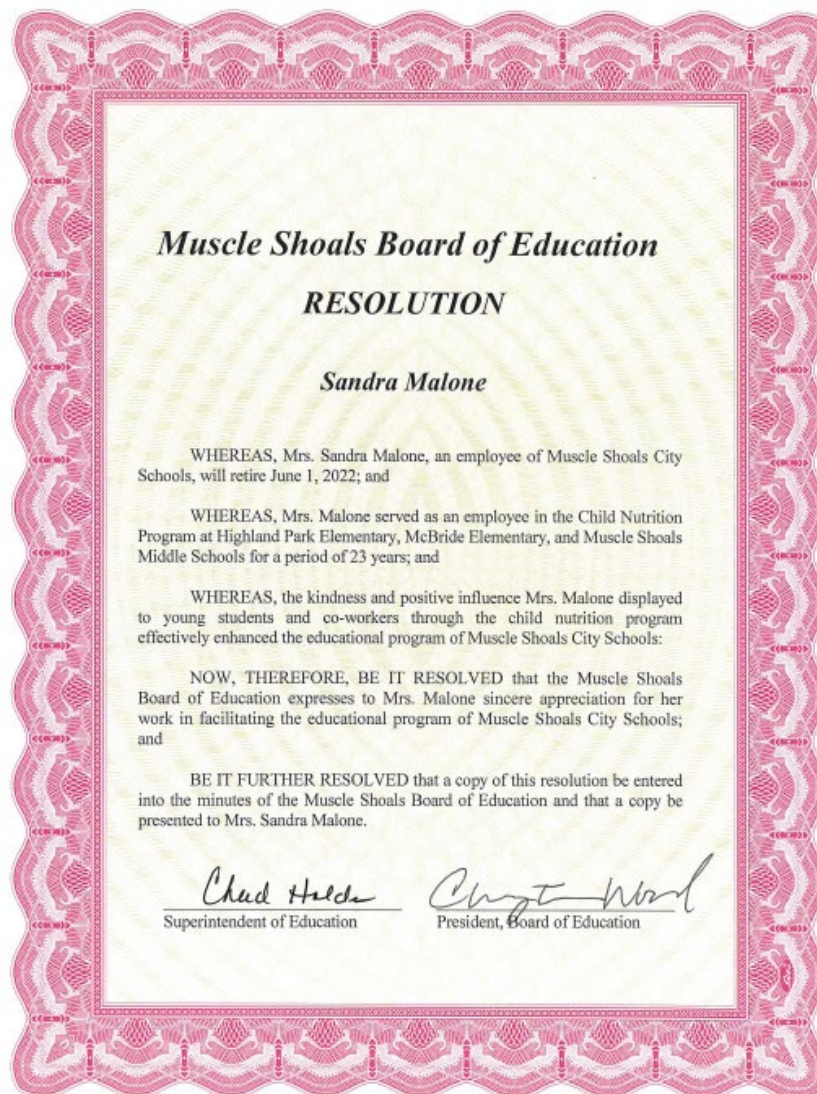 Muscle Shoals Board of Education
RESOLUTION
Sandra Malone
WHEREAS, Mrs. Sandra Malone, an employee of Muscle Shoals City
Schools, will retire June 1, 2022; and
WHEREAS, Mrs. Malone served as an employee in the Child Nutrition
Program at Highland Park Elementary, McBride Elementary, and Muscle Shoals
Middle Schools for a period of 23 years; and
WHEREAS, the kindness and positive influence Mrs. Malone displayed
to young students and co-workers through the child nutrition program
effectively enhanced the educational program of Muscle Shoals City Schools:
NOW, THEREFORE, BE IT RESOLVED that the Muscle Shoals
Board of Education expresses to Mrs. Malone sincere appreciation for her
work in facilitating the educational program of Muscle Shoals City Schools;
and
BE IT FURTHER RESOLVED that a copy of this resolution be entered
into the minutes of the Muscle Shoals Board of Education and that a copy be
presented to Mrs. Sandra Malone.
Chad
Superintendent of Education
President, Board of Education